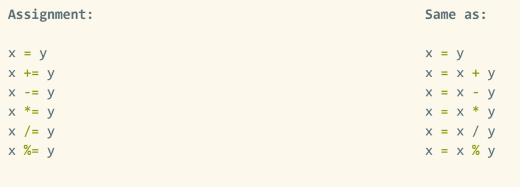 Assignment: Same as:
x = y x = y
x += y x = x + y
x -= y x = x - y
x *= y x = x * y
x /= y x = x / y
x %= y x = x % y